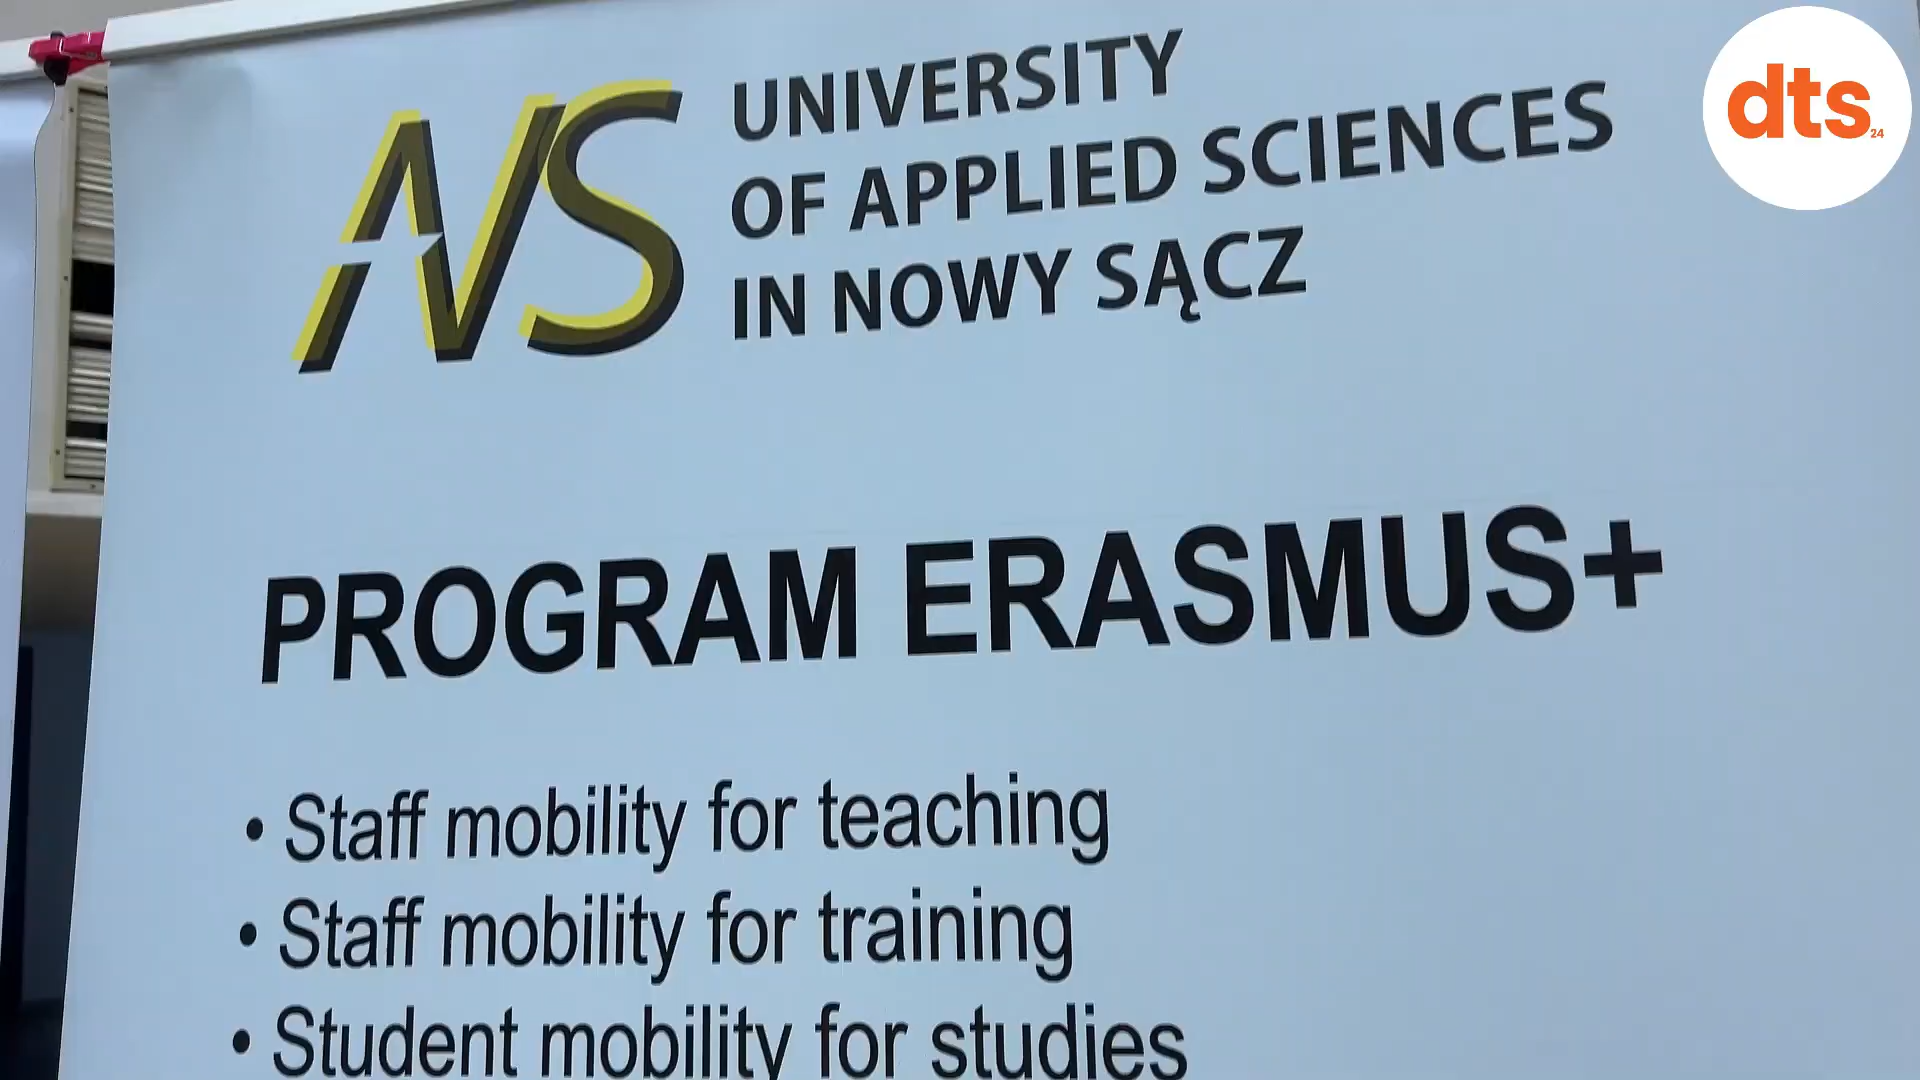 NS
UNIVERSITY
OF APPLIED SCIENCES
IN NOWY SĄCZ
dts24
PROGRAM ERASMUS+
• Staff mobility for teaching
• Staff mobility for training
• Student mobility for studies